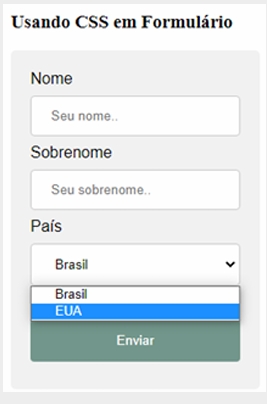 Usando CSS em Formulário
Nome
Seu nome..
Sobrenome
Seu sobrenome..
País
Brasil
Brasil
EUA
Enviar